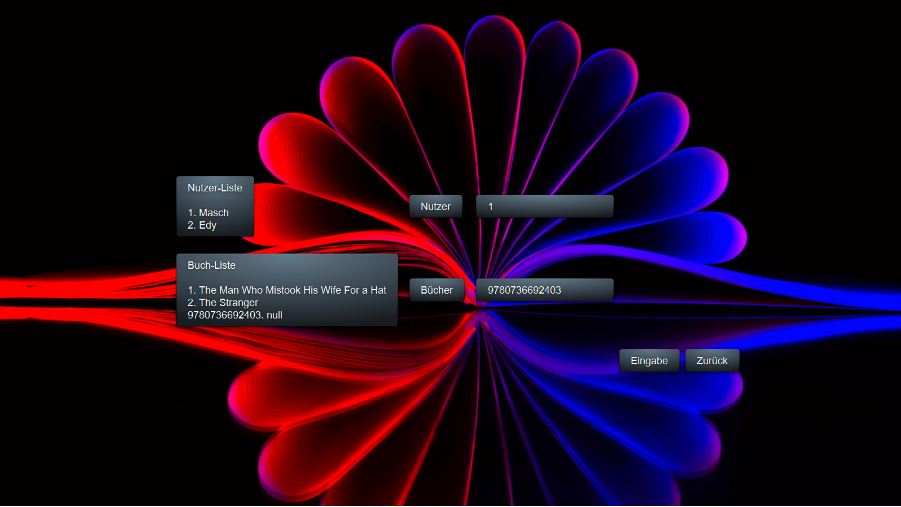 Nutzer-Liste
1. Masch
2. Edy
Nutzer
1
Buch-Liste
1. The Man Who Mistook His Wife For a Hat
2. The Stranger
9780736692403. null
Bücher
9780736692403
Eingabe
Zurück